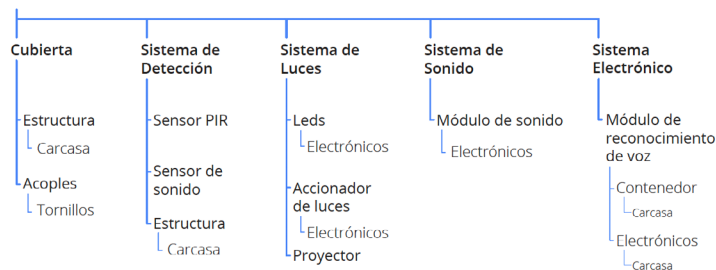 Cubierta
Estructura
Carcasa
Acoples
Tornillos
Sistema de
Detección
Sensor PIR
Sensor de
sonido
Estructura
Carcasa
Sistema de
Luces
Leds
Electrónicos
Accionador
de luces
Electrónicos
Proyector
Sistema de
Sonido
Módulo de sonido
Electrónicos
Sistema
Electrónico
Módulo de
reconocimiento
de voz
Contenedor
Carcasa
Electrónicos
Carcasa